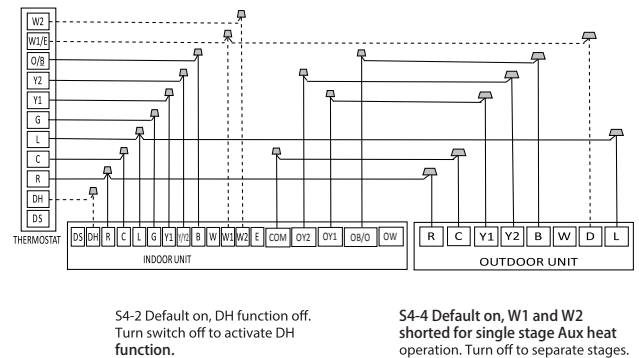 W2
W1/E
O/B
Y2
Y1
G
L
C
R
DH
DS
THERMOSTAT
DS DH R C L G Y1 Y/Y2 B W W1 W2 E COM OY2 OY1 OB/O OW
INDOOR UNIT
R C Y1 Y2 B W D L
OUTDOOR UNIT
S4-2 Default on, DH function off.
Turn switch off to activate DH
function.
S4-4 Default on, W1 and W2
shorted for single stage Aux heat
operation. Turn off to separate stages.